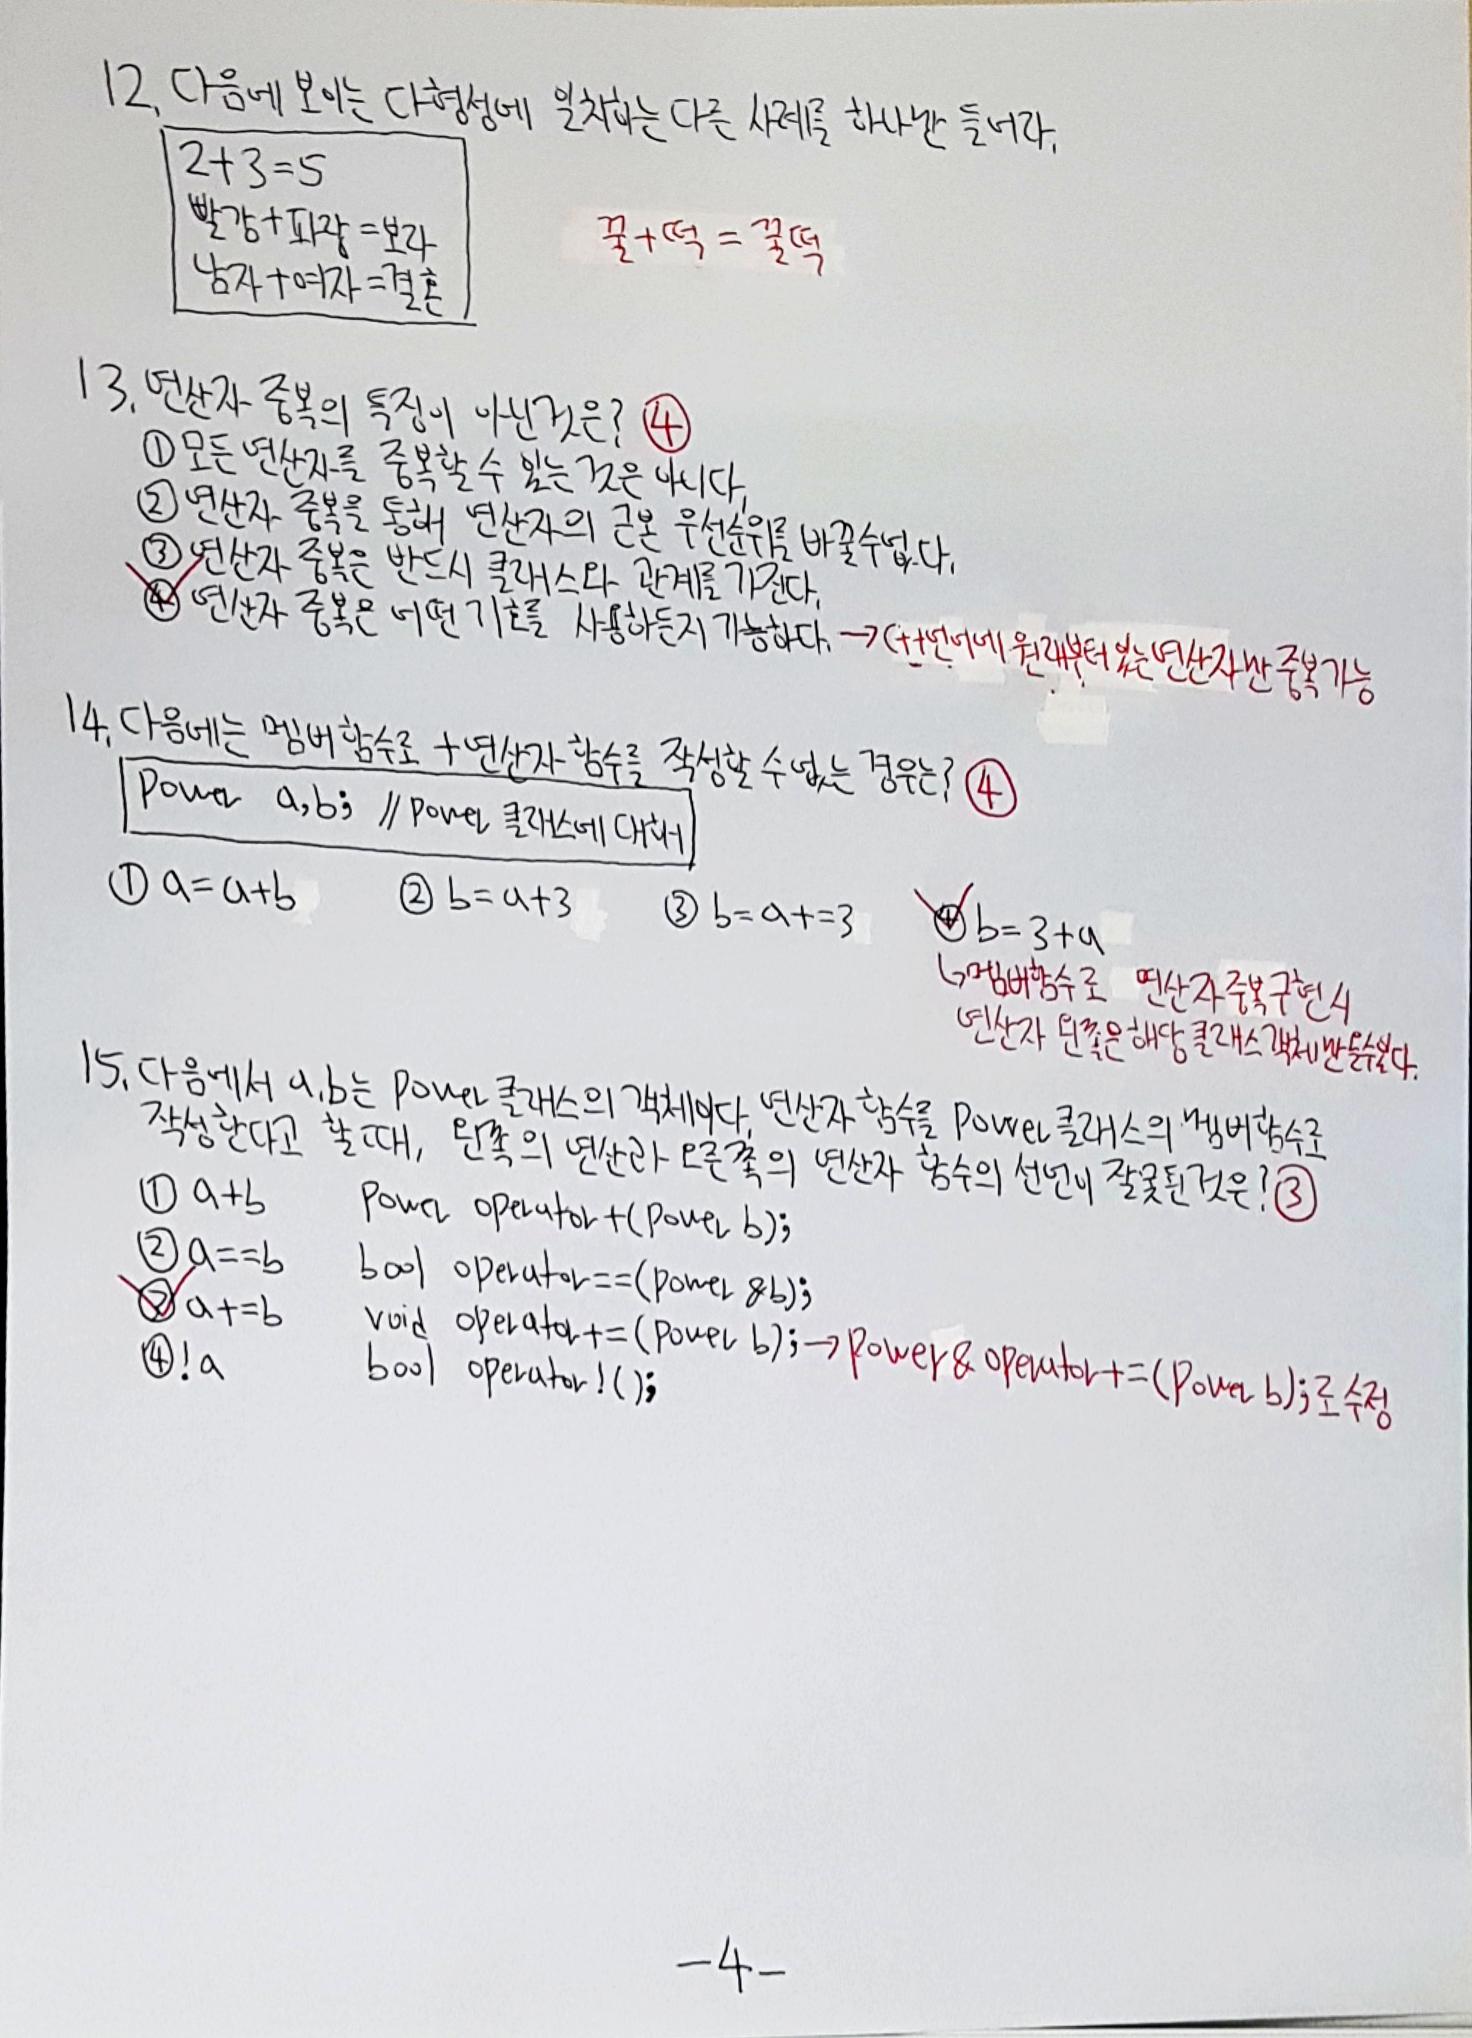 12. 다음에 보이는 다형성에 일치하는 다른 사례를 하나만 들어라.
2+3=5
빨강+파랑=보라
남자+여자=결혼
꿀+떡=꿀떡
13. 연산자 중복의 특징이 아닌것은? ④
① 모든 연산자를 중복할 수 있는 것은 아니다.
② 연산자 중복을 통해 연산자의 근본 우선순위를 바꿀수없다.
③ 연산자 중복은 반드시 클래스와 관계를 가진다.
④ 연산자 중복은 어떤 기호를 사용하든지 가능하다. → C++언어에 원래부터 있는 연산자만 중복가능
14. 다음에는 멤버함수로 +연산자 함수를 작성할 수 없는 경우는? ④
Power a,b; // Power 클래스에 대해
① a=a+b ② b=a+3 ③ b=a+=3 ④ b=3+a
↳멤버함수로 연산자중복구현시
연산자 왼쪽은 해당 클래스객체만 올수있다.
15. 다음에서 a,b는 Power 클래스의 객체이다. 연산자 함수를 Power 클래스의 멤버함수로
작성한다고 할 때, 왼쪽의 연산과 오른쪽의 연산자 함수의 선언이 잘못된 것은? ③
① a+b Power operator+(Power b);
② a==b bool operator==(Power &b);
③ a+=b void operator+=(Power b); → Power& operator+=(Power b);로 수정
④ !a bool operator!();
-4-